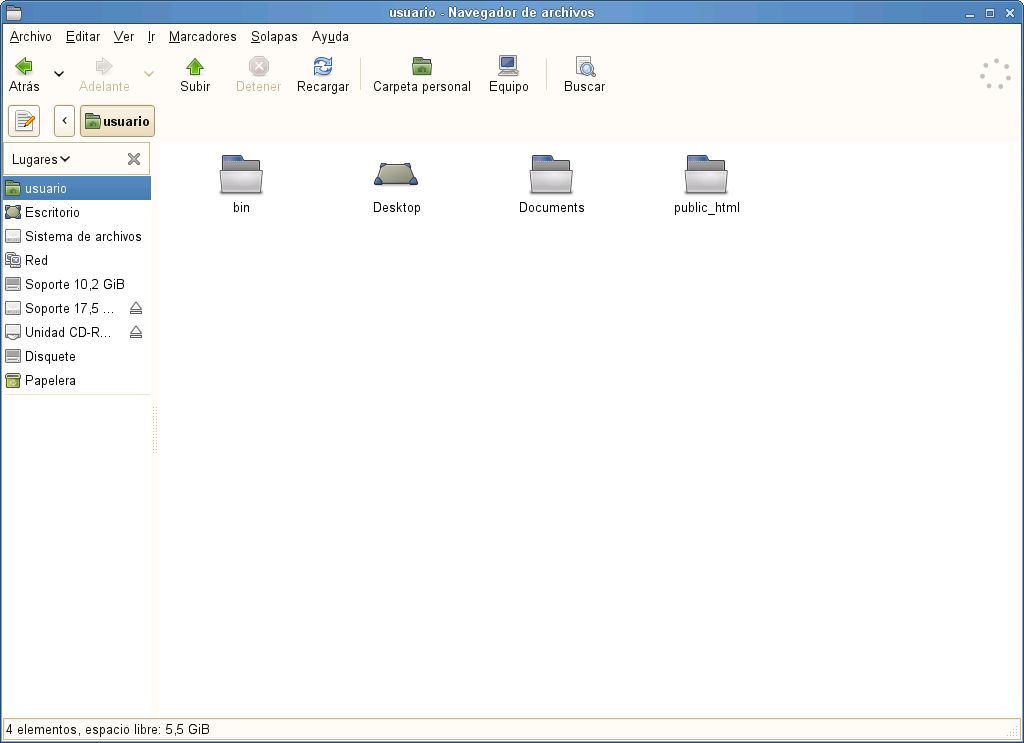 usuario - Navegador de archivos
Archivo Editar Ver Ir Marcadores Solapas Ayuda
Atrás Adelante Subir Detener Recargar Carpeta personal Equipo Buscar
usuario
Lugares
usuario
Escritorio
Sistema de archivos
Red
Soporte 10,2 GiB
Soporte 17,5 ...
Unidad CD-R...
Disquete
Papelera
bin Desktop Documents public_html
4 elementos, espacio libre: 5,5 GiB